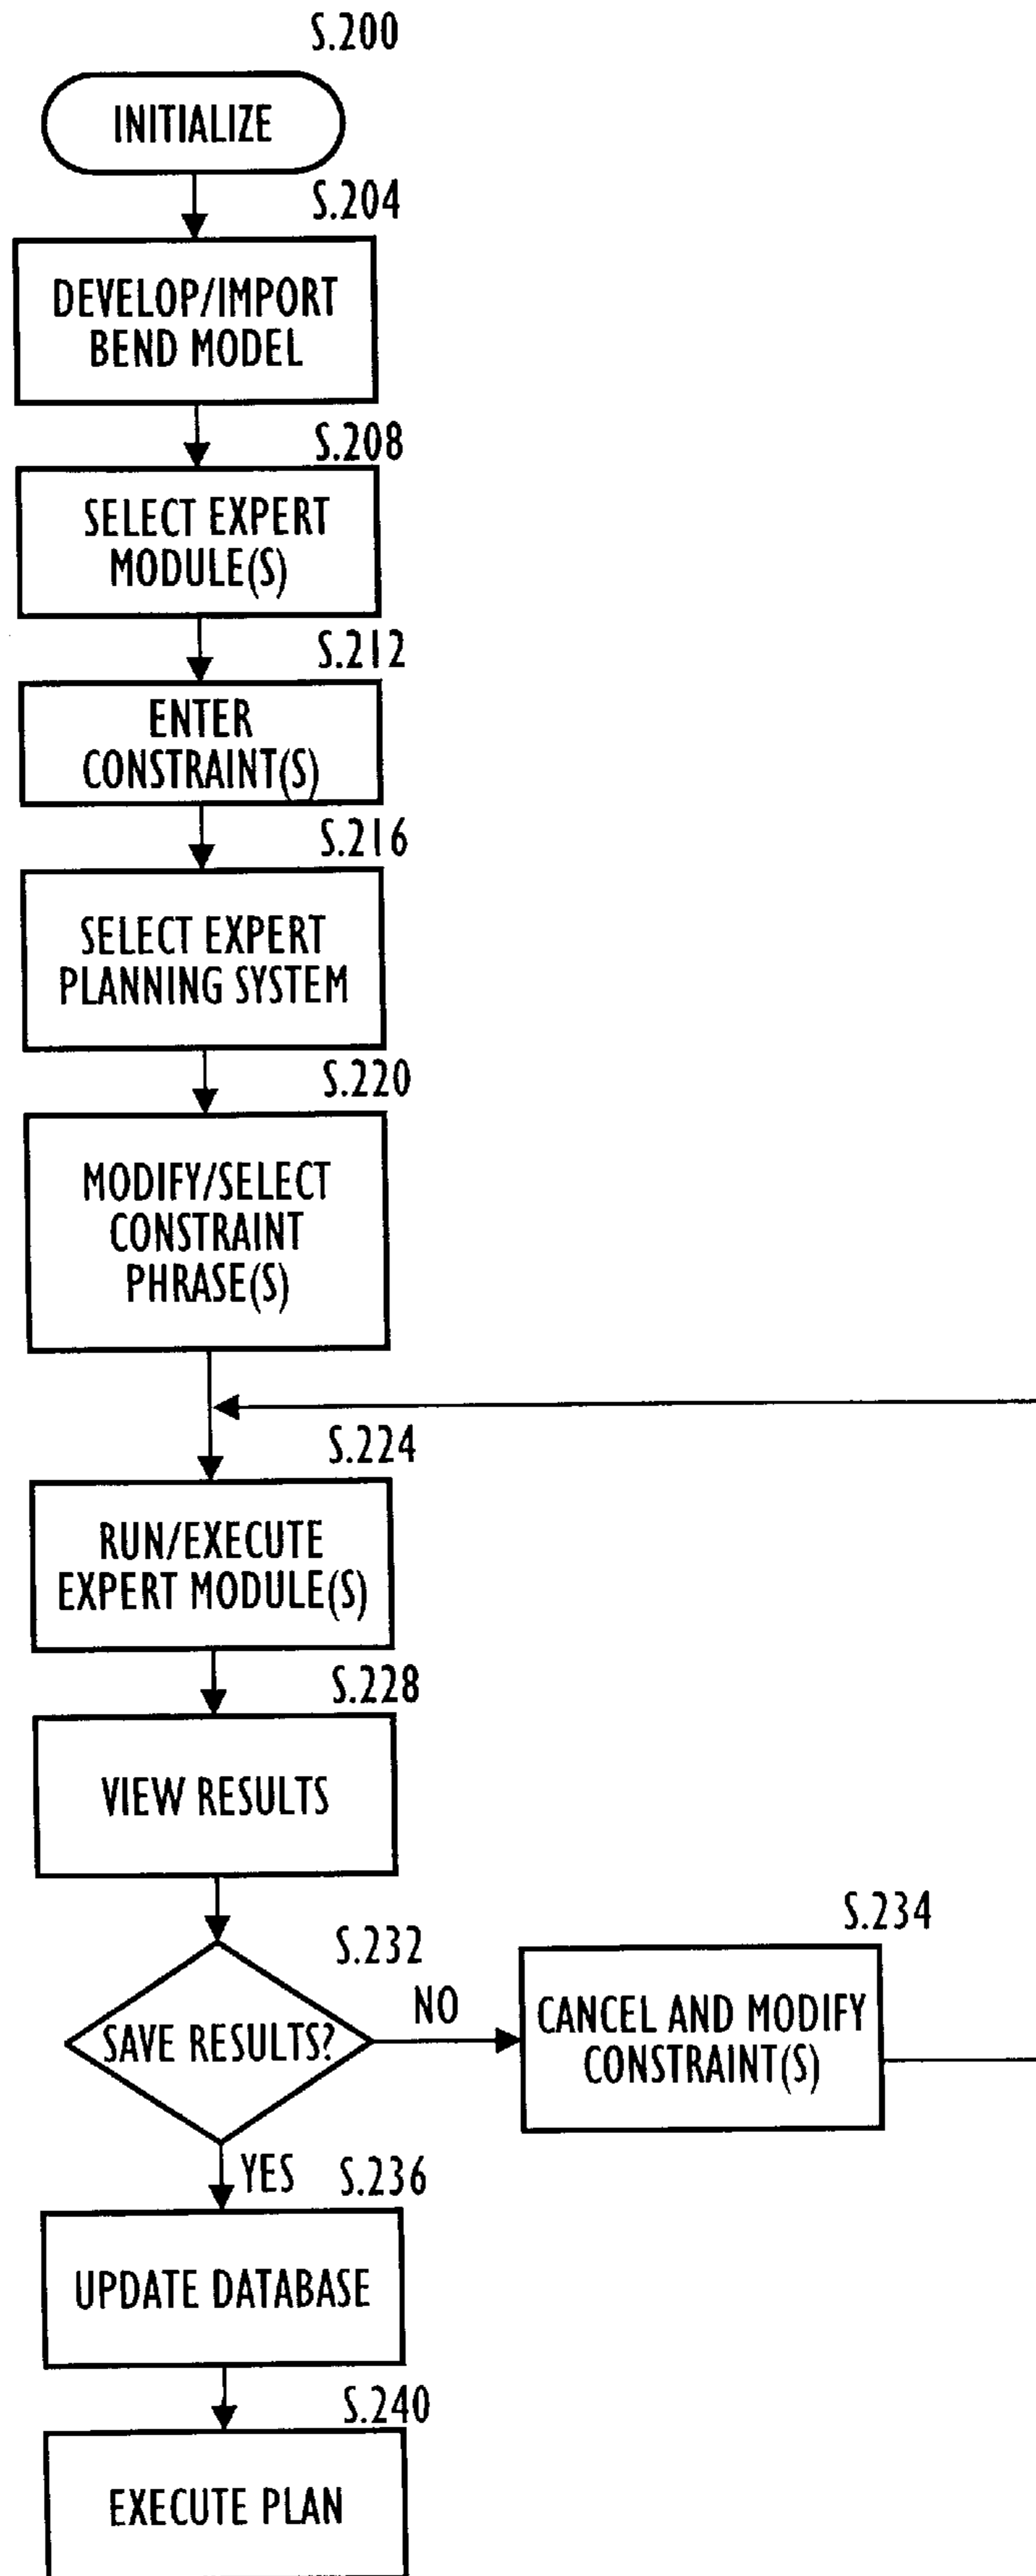 S.200
INITIALIZE
S.204
DEVELOP/IMPORT
BEND MODEL
S.208
SELECT EXPERT
MODULE(S)
S.212
ENTER
CONSTRAINT(S)
S.216
SELECT EXPERT
PLANNING SYSTEM
S.220
MODIFY/SELECT
CONSTRAINT
PHRASE(S)
S.224
RUN/EXECUTE
EXPERT MODULE(S)
S.228
VIEW RESULTS
S.232
SAVE RESULTS?
NO
S.234
CANCEL AND MODIFY
CONSTRAINT(S)
YES
S.236
UPDATE DATABASE
S.240
EXECUTE PLAN